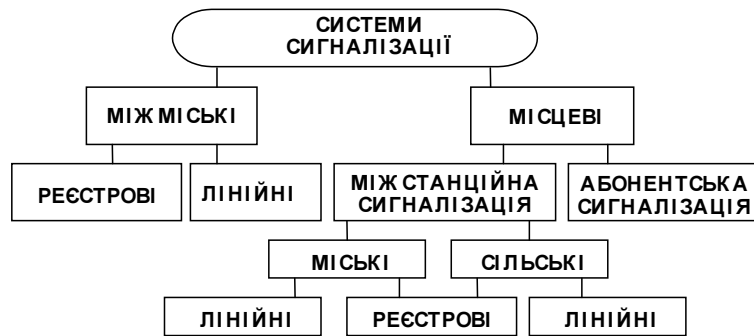 СИСТЕМИ
СИГНАЛІЗАЦІЇ
МІЖМІСЬКІ
МІСЦЕВІ
РЕЄСТРОВІ
ЛІНІЙНІ
МІЖСТАНЦІЙНА
СИГНАЛІЗАЦІЯ
АБОНЕНТСЬКА
СИГНАЛІЗАЦІЯ
МІСЬКІ
СІЛЬСЬКІ
ЛІНІЙНІ
РЕЄСТРОВІ
ЛІНІЙНІ